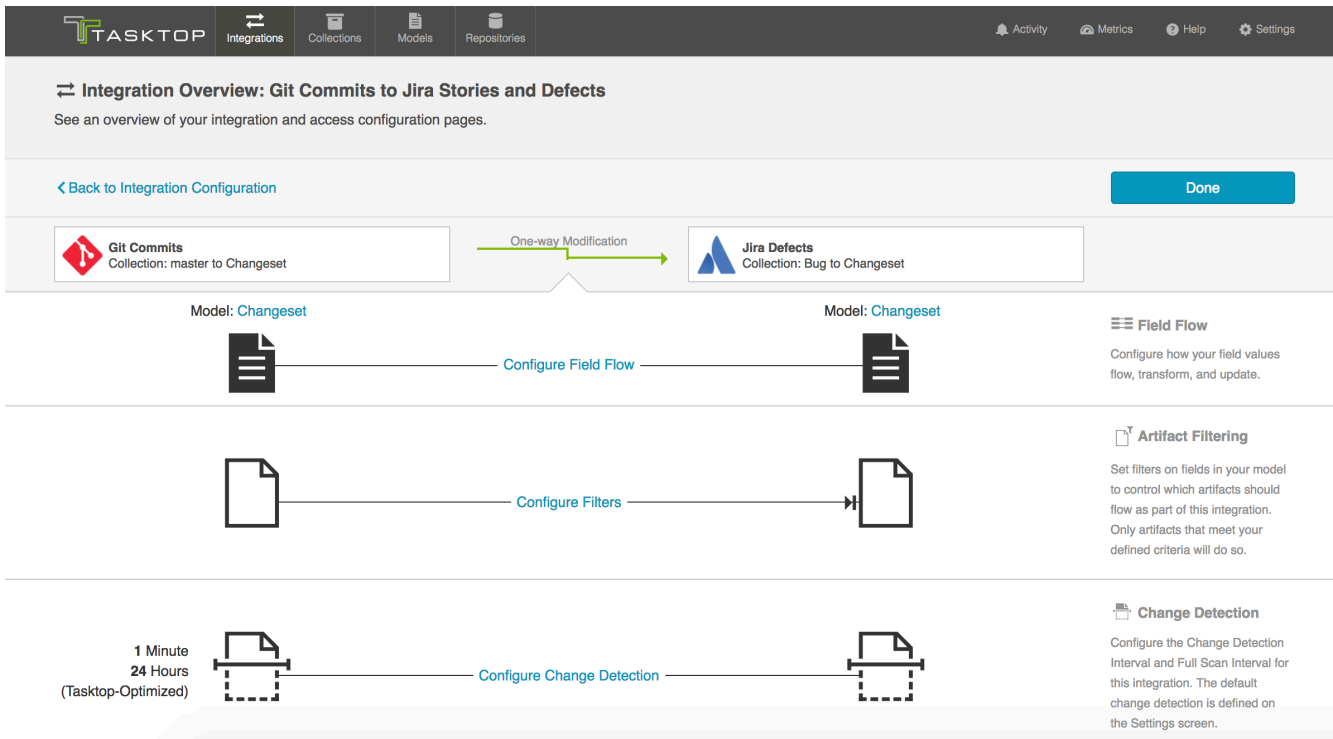 TASKTOP
Integrations
Collections
Models
Repositories
Activity
Metrics
Help
Settings
Integration Overview: Git Commits to Jira Stories and Defects
See an overview of your integration and access configuration pages.
Back to Integration Configuration
Done
Git Commits
Collection: master to Changeset
One-way Modification
Jira Defects
Collection: Bug to Changeset
Model: Changeset
Model: Changeset
Configure Field Flow
Field Flow
Configure how your field values
flow, transform, and update.
Configure Filters
Artifact Filtering
Set filters on fields in your model
to control which artifacts should
flow as part of this integration.
Only artifacts that meet your
defined criteria will do so.
1 Minute
24 Hours
(Tasktop-Optimized)
Configure Change Detection
Change Detection
Configure the Change Detection
Interval and Full Scan Interval for
this integration. The default
change detection is defined on
the Settings screen.